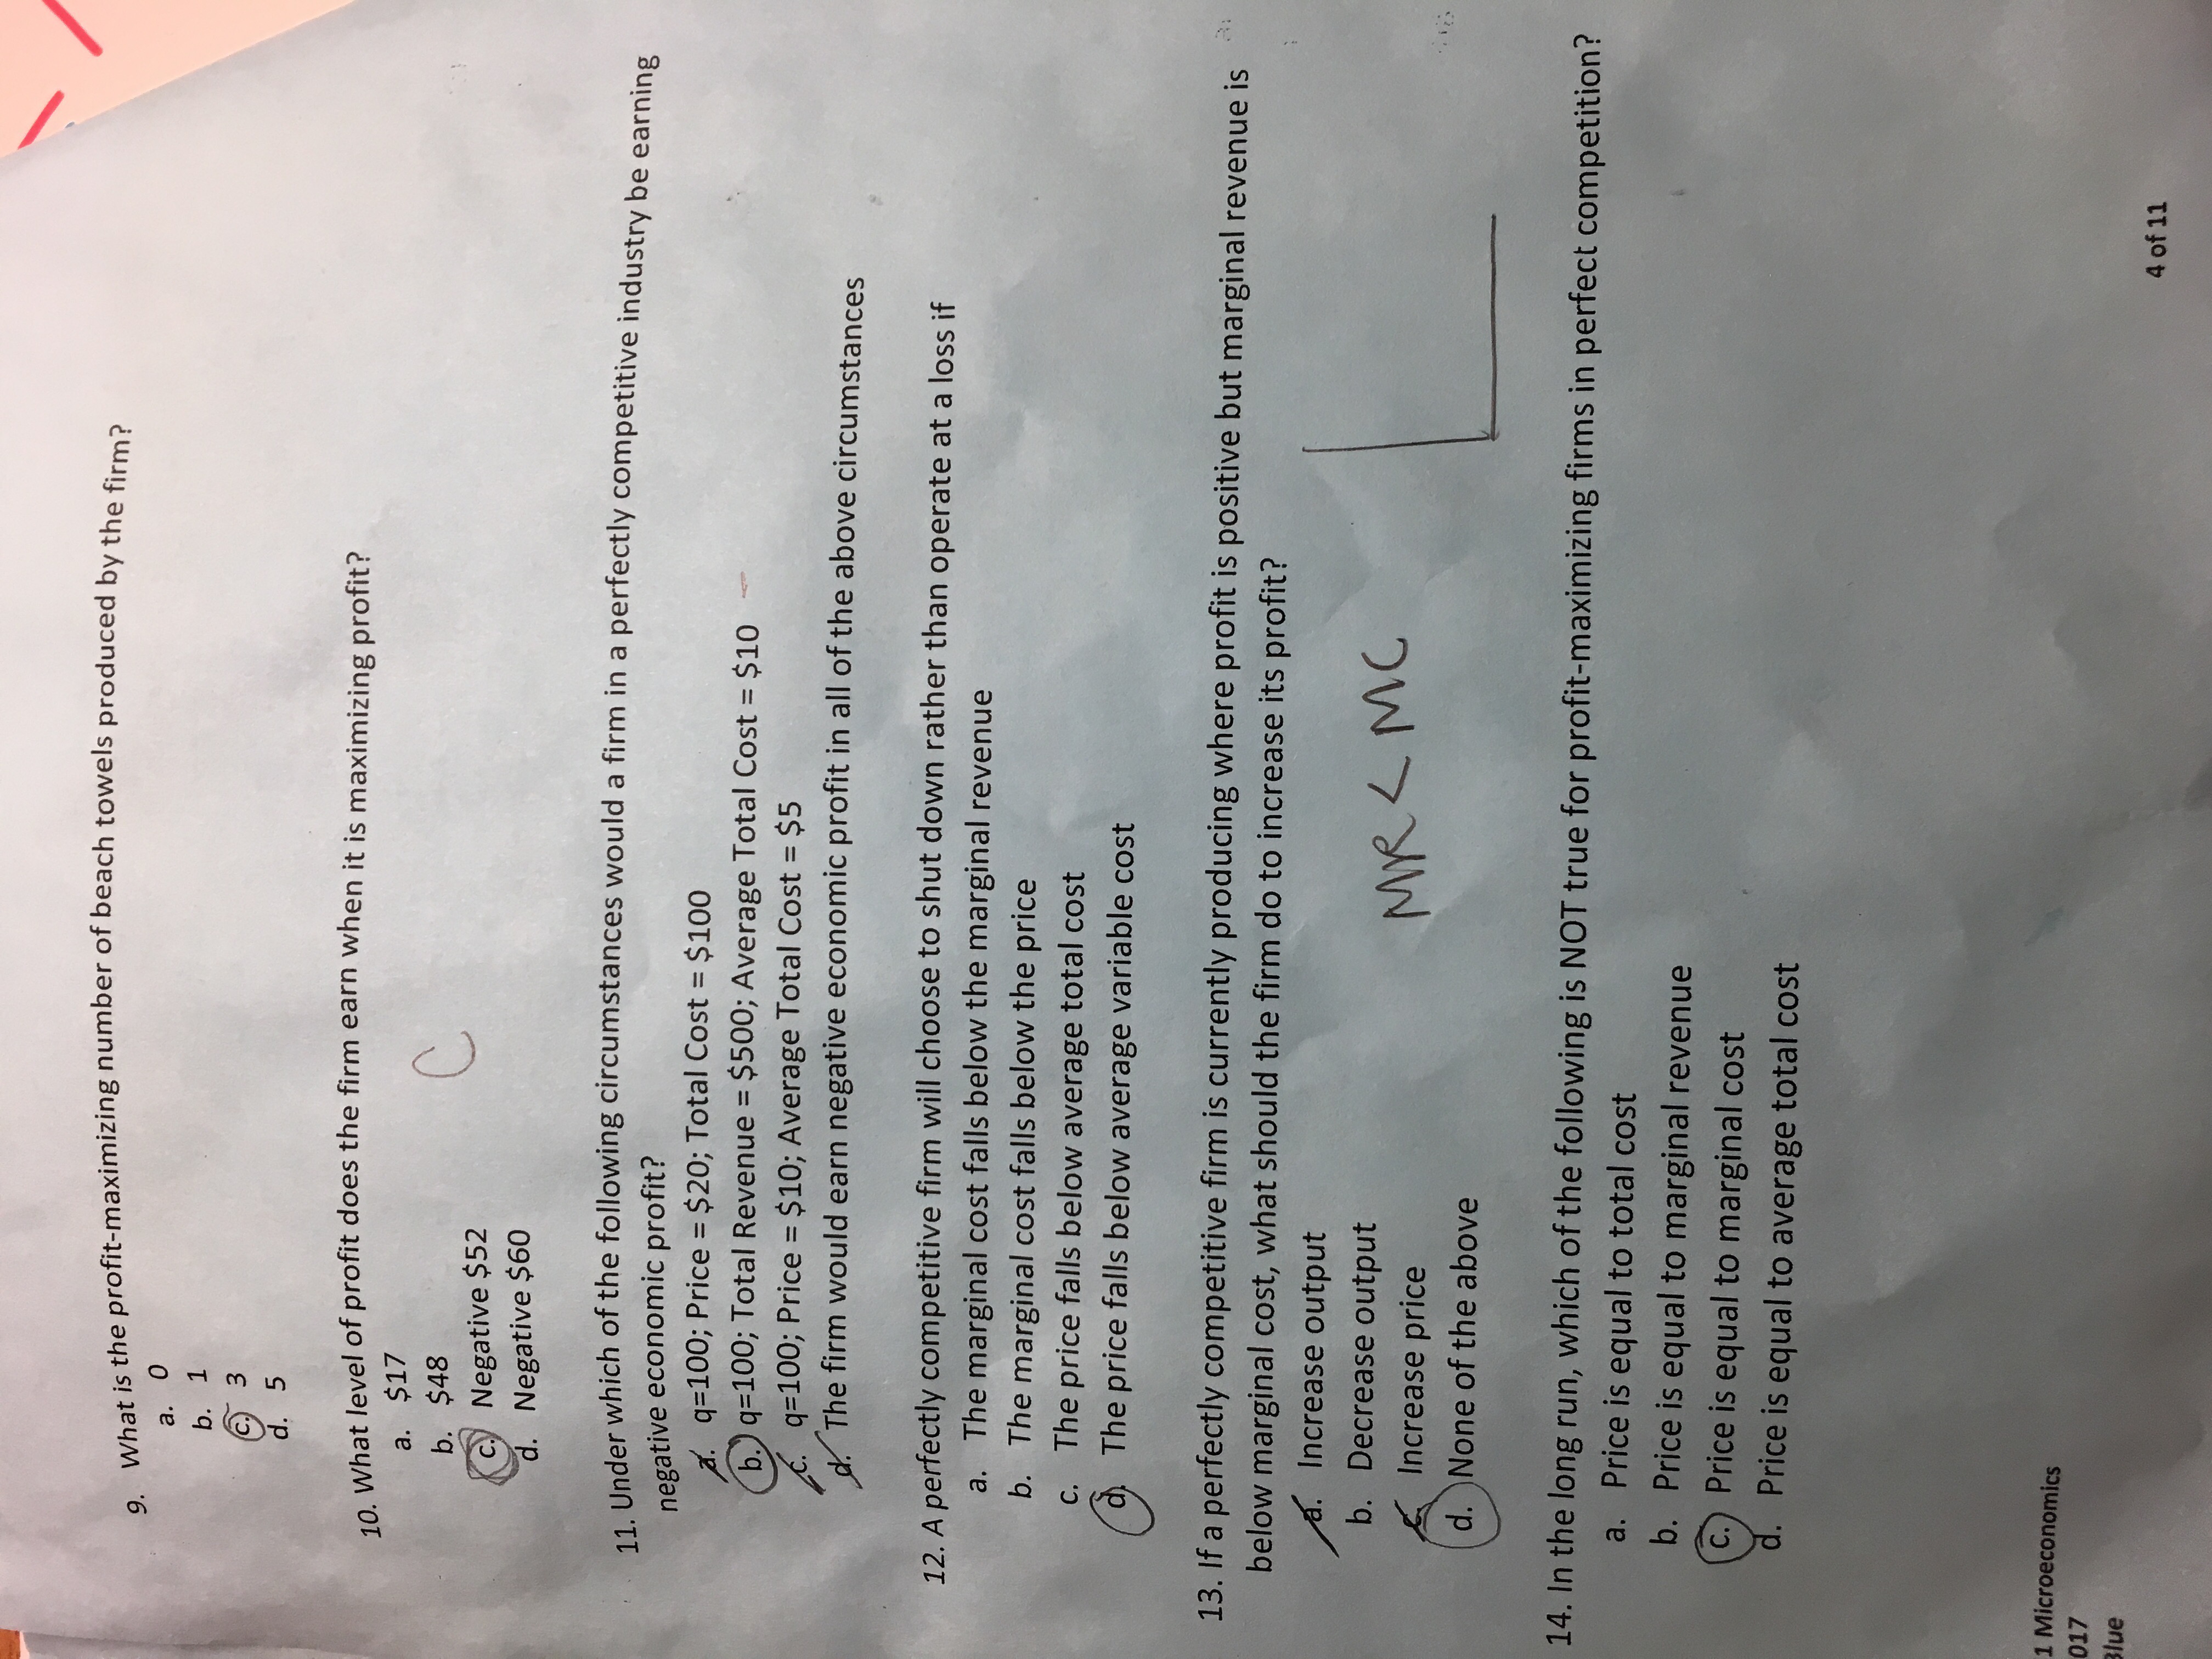 9. What is the profit-maximizing number of beach towels produced by the firm?
a. 0
b. 1
c. 3
d. 5
10. What level of profit does the firm earn when it is maximizing profit?
a. $17
b. $48
C
c. Negative $52
d. Negative $60
11. Under which of the following circumstances would a firm in a perfectly competitive industry be earning
negative economic profit?
a. q=100; Price = $20; Total Cost = $100
b. q=100; Total Revenue = $500; Average Total Cost = $10
c. q=100; Price = $10; Average Total Cost = $5
d. The firm would earn negative economic profit in all of the above circumstances
12. A perfectly competitive firm will choose to shut down rather than operate at a loss if
a. The marginal cost falls below the marginal revenue
b. The marginal cost falls below the price
c. The price falls below average total cost
d. The price falls below average variable cost
13. If a perfectly competitive firm is currently producing where profit is positive but marginal revenue is
below marginal cost, what should the firm do to increase its profit?
a. Increase output
b. Decrease output
MR < MC
c. Increase price
d. None of the above
14. In the long run, which of the following is NOT true for profit-maximizing firms in perfect competition?
a. Price is equal to total cost
b. Price is equal to marginal revenue
c. Price is equal to marginal cost
d. Price is equal to average total cost
1 Microeconomics
017
Blue
4 of 11